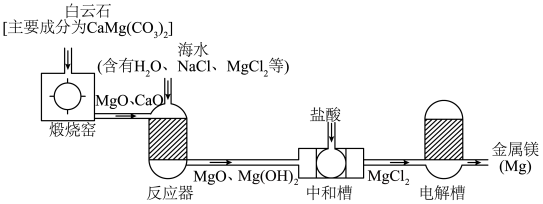 白云石
[主要成分为CaMg(CO₃)₂]
海水
(含有H₂O、NaCl、MgCl₂等)
MgO、CaO
煅烧窑
盐酸
反应器
MgO、Mg(OH)₂
中和槽
MgCl₂
电解槽
金属镁
(Mg)